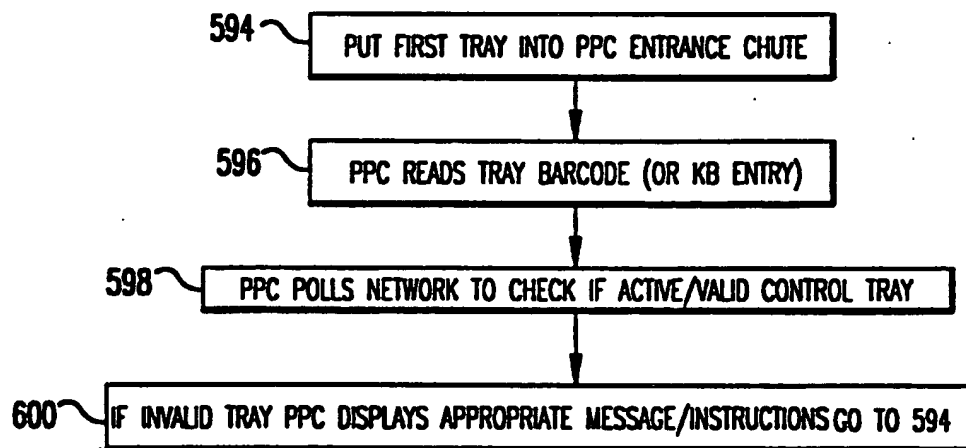 594 PUT FIRST TRAY INTO PPC ENTRANCE CHUTE
596 PPC READS TRAY BARCODE (OR KB ENTRY)
598 PPC POLLS NETWORK TO CHECK IF ACTIVE/VALID CONTROL TRAY
600 IF INVALID TRAY PPC DISPLAYS APPROPRIATE MESSAGE/INSTRUCTIONS GO TO 594